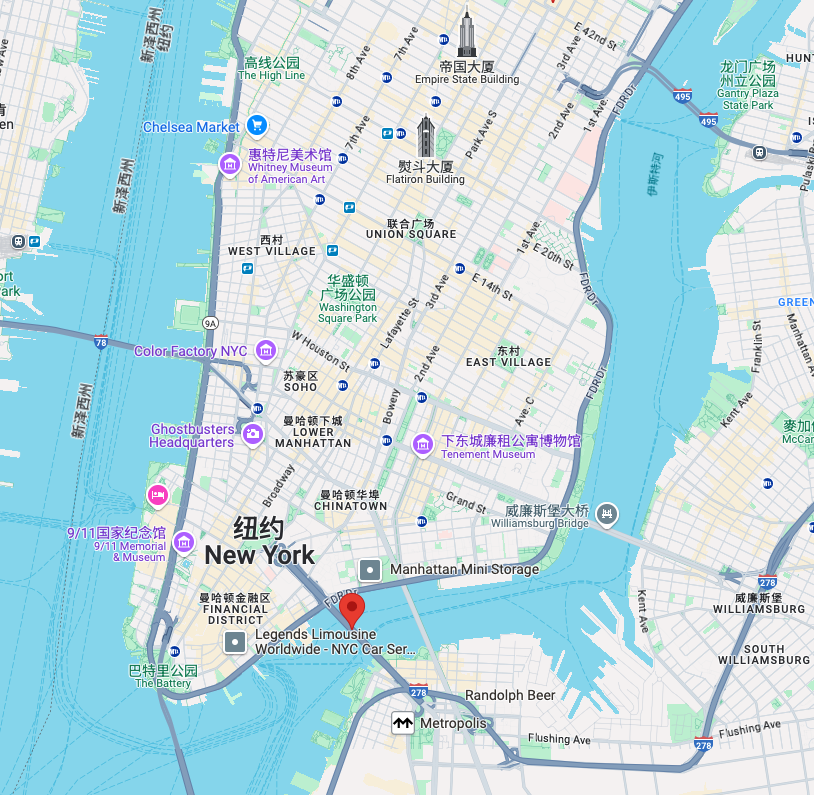 新泽西州
纽约
高线公园
The High Line
8th Ave
7th Ave
帝国大厦
Empire State Building
E 42nd St
3rd Ave
龙门广场
州立公园
Gantry Plaza
State Park
495
495
FDR Dr
Chelsea Market
7th Ave
熨斗大厦
Flatiron Building
Park Ave S
2nd Ave
1st Ave.
惠特尼美术馆
Whitney Museum
of American Art
新泽西州
伊斯特河
联合广场
UNION SQUARE
西村
WEST VILLAGE
1st Ave.
E 20th St
华盛顿
广场公园
Washington
Square Park
3rd Ave
E 14th St
FDR Dr
9A
78
Color Factory NYC
W Houston St
Lafayette St
2nd Ave
东村
EAST VILLAGE
Franklin St
苏豪区
SOHO
FDR Dr
新泽西州
曼哈顿下城
LOWER
MANHATTAN
Bowery
Ave. C
Kent Ave
Ghostbusters
Headquarters
下东城廉租公寓博物馆
Tenement Museum
Broadway
曼哈顿华埠
CHINATOWN
Grand St
威廉斯堡大桥
Williamsburg Bridge
9/11国家纪念馆
9/11 Memorial
& Museum
纽约
New York
Manhattan Mini Storage
278
曼哈顿金融区
FINANCIAL
DISTRICT
FDR Dr
Kent Ave
威廉斯堡
WILLIAMSBURG
Legends Limousine
Worldwide - NYC Car Ser...
SOUTH
WILLIAMSBURG
巴特里公园
The Battery
278
Randolph Beer
Metropolis
Flushing Ave
Flushing Ave
278